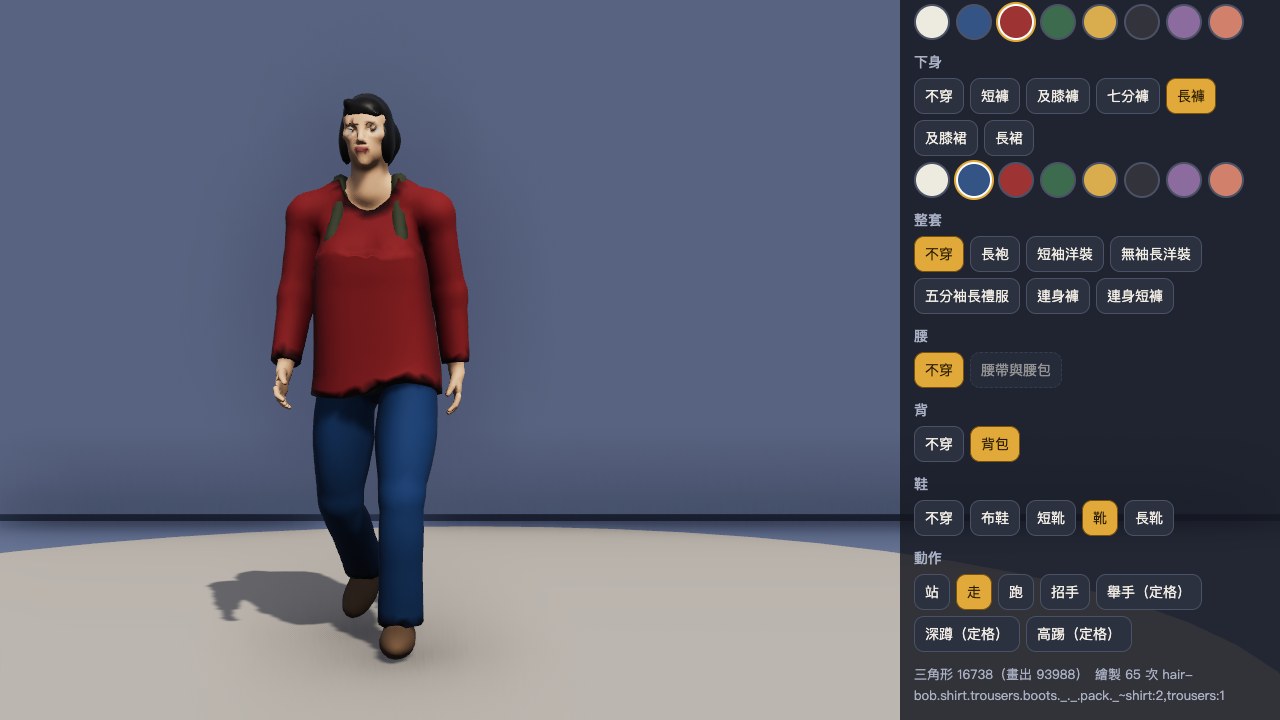 下身
不穿 短褲 及膝褲 七分褲 長褲
及膝裙 長裙
整套
不穿 長袍 短袖洋裝 無袖長洋裝
五分袖長禮服 連身褲 連身短褲
腰
不穿 腰帶與腰包
背
不穿 背包
鞋
不穿 布鞋 短靴 靴 長靴
動作
站 走 跑 招手 舉手（定格）
深蹲（定格） 高踢（定格）
三角形 16738（畫出 93988） 繪製 65 次 hair-
bob.shirt.trousers.boots._._.pack._~shirt:2,trousers:1